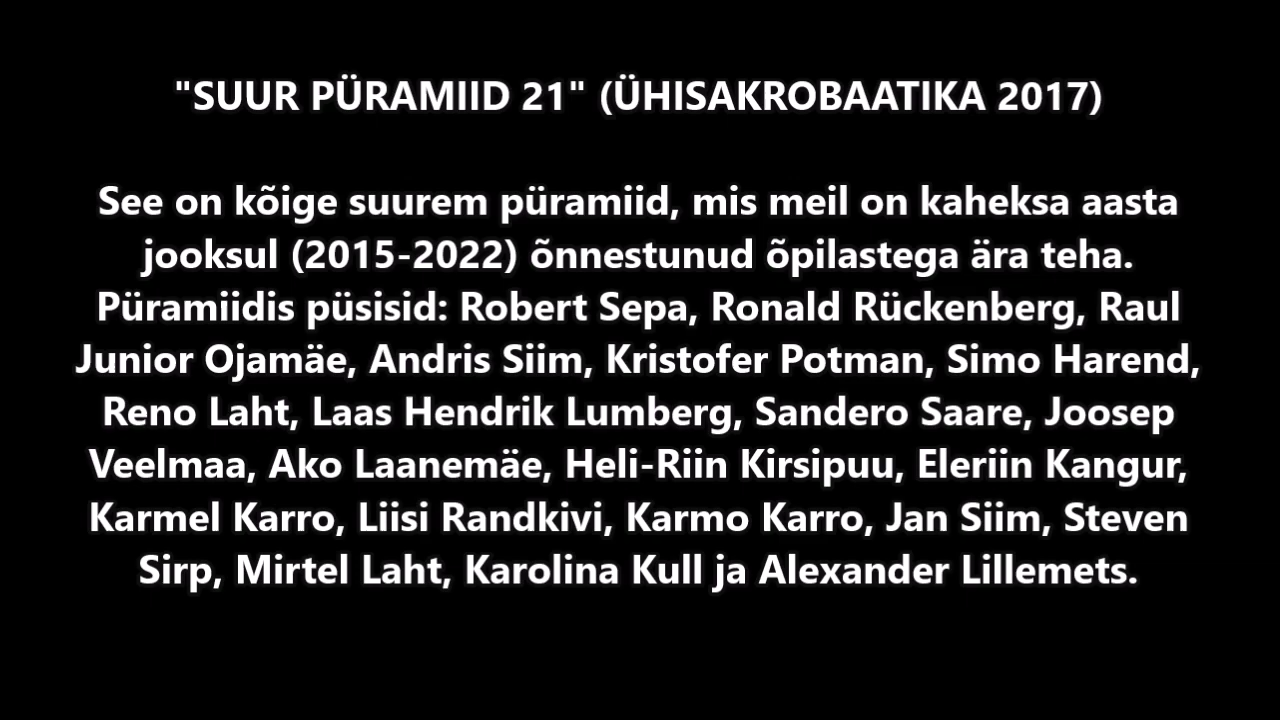 "SUUR PÜRAMIID 21" (ÜHISAKROBAATIKA 2017)
See on kõige suurem püramiid, mis meil on kaheksa aasta
jooksul (2015-2022) õnnestunud õpilastega ära teha.
Püramiidis püsisid: Robert Sepa, Ronald Rückenberg, Raul
Junior Ojamäe, Andris Siim, Kristofer Potman, Simo Harend,
Reno Laht, Laas Hendrik Lumberg, Sandero Saare, Joosep
Veelmaa, Ako Laanemäe, Heli-Riin Kirsipuu, Eleriin Kangur,
Karmel Karro, Liisi Randkivi, Karmo Karro, Jan Siim, Steven
Sirp, Mirtel Laht, Karolina Kull ja Alexander Lillemets.